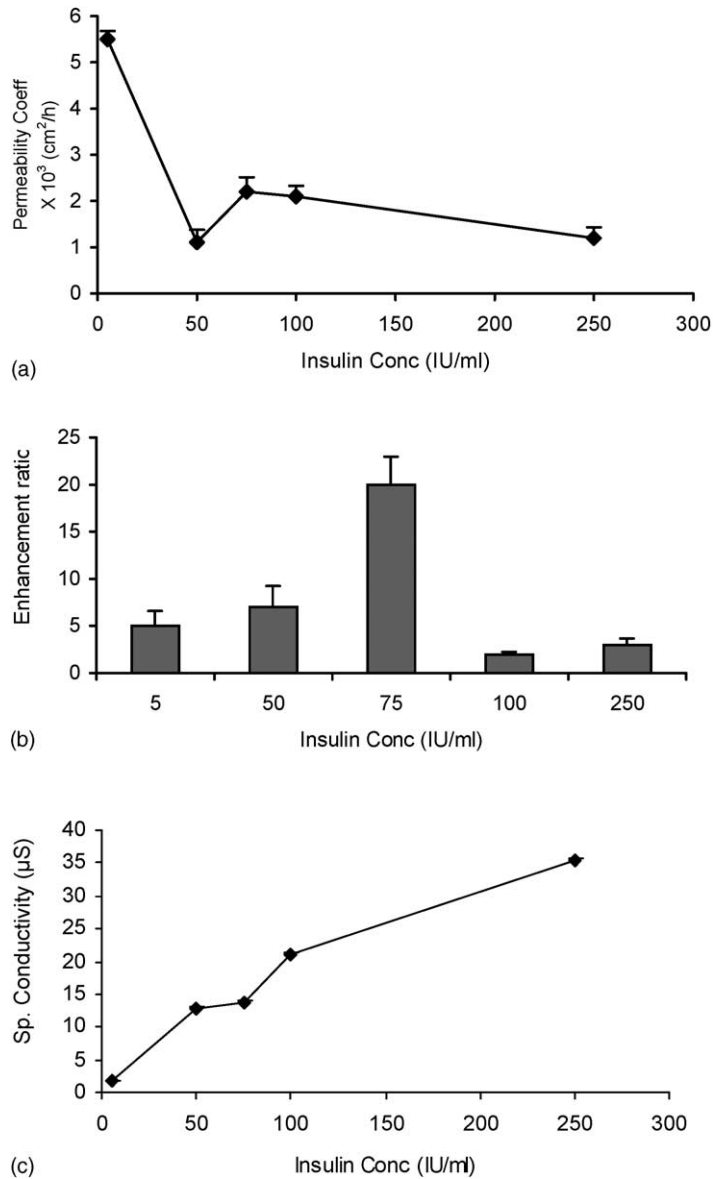 6
5
4
3
2
1
0
Permeability Coeff
X 10³ (cm²/h)
0 50 100 150 200 250 300
Insulin Conc (IU/ml)
(a)
25
20
15
10
5
0
Enhancement ratio
5 50 75 100 250
Insulin Conc (IU/ml)
(b)
40
35
30
25
20
15
10
5
0
Sp. Conductivity (µS)
0 50 100 150 200 250 300
Insulin Conc (IU/ml)
(c)